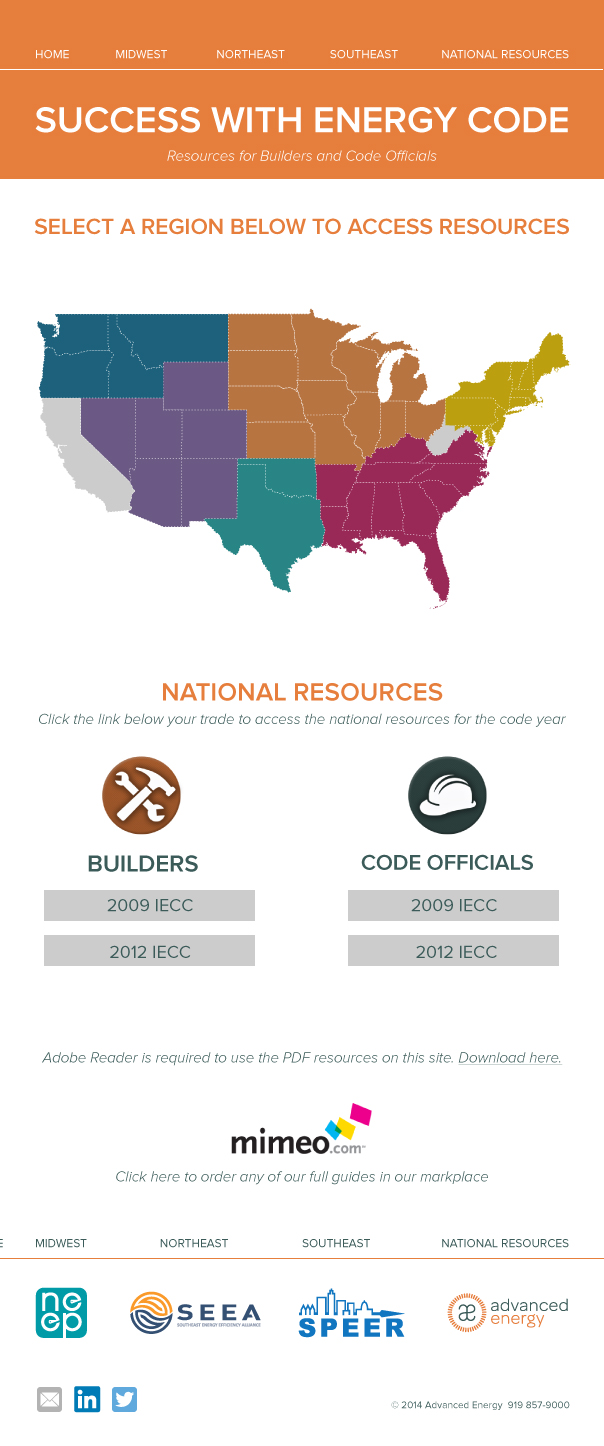 HOME MIDWEST NORTHEAST SOUTHEAST NATIONAL RESOURCES
SUCCESS WITH ENERGY CODE
Resources for Builders and Code Officials
SELECT A REGION BELOW TO ACCESS RESOURCES
NATIONAL RESOURCES
Click the link below your trade to access the national resources for the code year
BUILDERS CODE OFFICIALS
2009 IECC 2009 IECC
2012 IECC 2012 IECC
Adobe Reader is required to use the PDF resources on this site. Download here.
mimeo.com™
Click here to order any of our full guides in our markplace
E MIDWEST NORTHEAST SOUTHEAST NATIONAL RESOURCES
neep
SEEA
SOUTHEAST ENERGY EFFICIENCY ALLIANCE
SPEER
æ advanced
energy
in
© 2014 Advanced Energy 919 857-9000